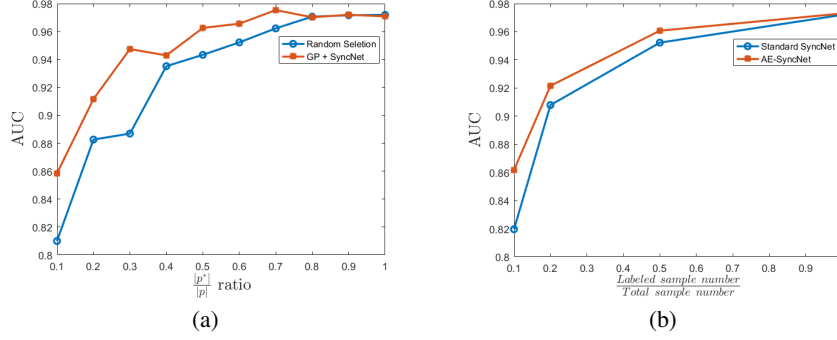 0.98
0.96
0.94
0.92
0.9
0.88
0.86
0.84
0.82
0.8
AUC
0.1 0.2 0.3 0.4 0.5 0.6 0.7 0.8 0.9 1
|p*|
|p| ratio
Random Seletion
GP + SyncNet
(a)
0.98
0.96
0.94
0.92
0.9
0.88
0.86
0.84
0.82
0.8
AUC
0.1 0.2 0.3 0.4 0.5 0.6 0.7 0.8 0.9
Labeled sample number
Total sample number
Standard SyncNet
AE-SyncNet
(b)